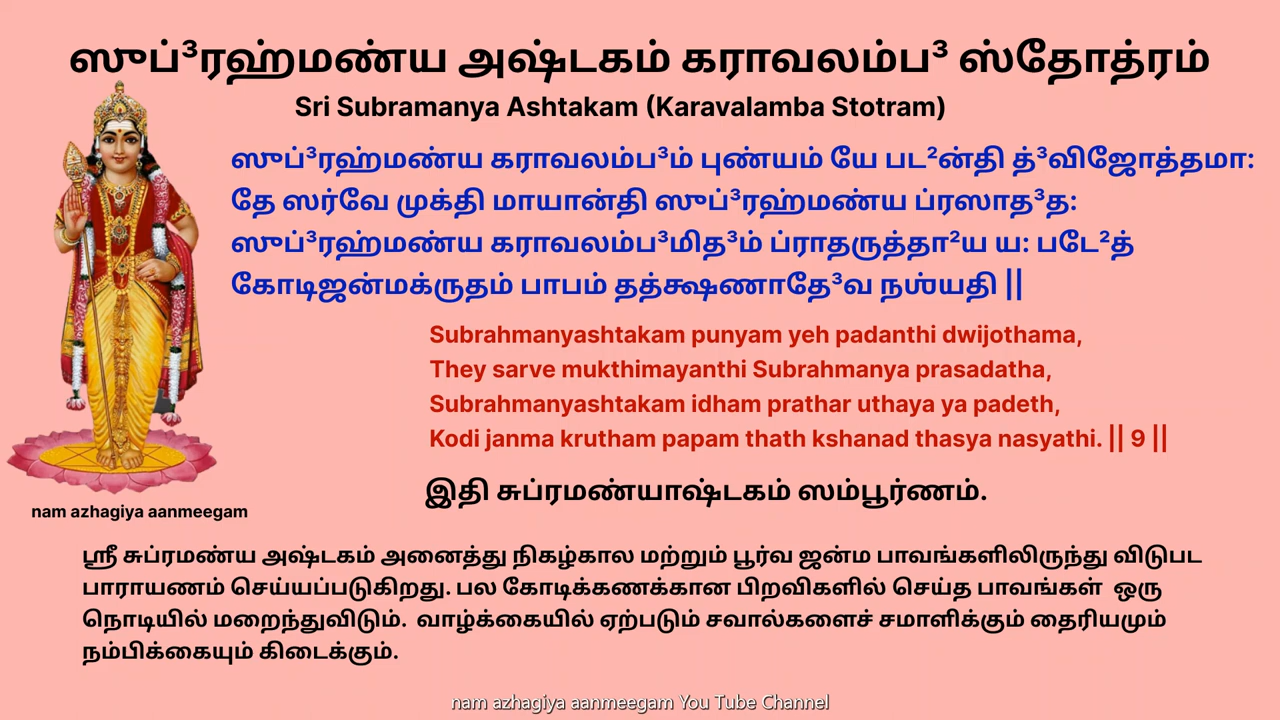 ஸுப்³ரஹ்மண்ய அஷ்டகம் கராவலம்ப³ ஸ்தோத்ரம்
Sri Subramanya Ashtakam (Karavalamba Stotram)
ஸுப்³ரஹ்மண்ய கராவலம்ப³ம் புண்யம் யே பட²ன்தி த்³விஜோத்தமா:
தே ஸர்வே முக்தி மாயான்தி ஸுப்³ரஹ்மண்ய ப்ரஸாத³த:
ஸுப்³ரஹ்மண்ய கராவலம்ப³மித³ம் ப்ராதருத்தா²ய ய: படே²த்
கோடிஜன்மக்ருதம் பாபம் தத்க்ஷணாதே³வ நஶ்யதி ||
Subrahmanyashtakam punyam yeh padanthi dwijothama,
They sarve mukthimayanthi Subrahmanya prasadatha,
Subrahmanyashtakam idham prathar uthaya ya padeth,
Kodi janma krutham papam thath kshanad thasya nasyathi. || 9 ||
இதி சுப்ரமண்யாஷ்டகம் ஸம்பூர்ணம்.
nam azhagiya aanmeegam
ஸ்ரீ சுப்ரமண்ய அஷ்டகம் அனைத்து நிகழ்கால மற்றும் பூர்வ ஜன்ம பாவங்களிலிருந்து விடுபட
பாராயணம் செய்யப்படுகிறது. பல கோடிக்கணக்கான பிறவிகளில் செய்த பாவங்கள் ஒரு
நொடியில் மறைந்துவிடும். வாழ்க்கையில் ஏற்படும் சவால்களைச் சமாளிக்கும் தைரியமும்
நம்பிக்கையும் கிடைக்கும்.
nam azhagiya aanmeegam You Tube Channel